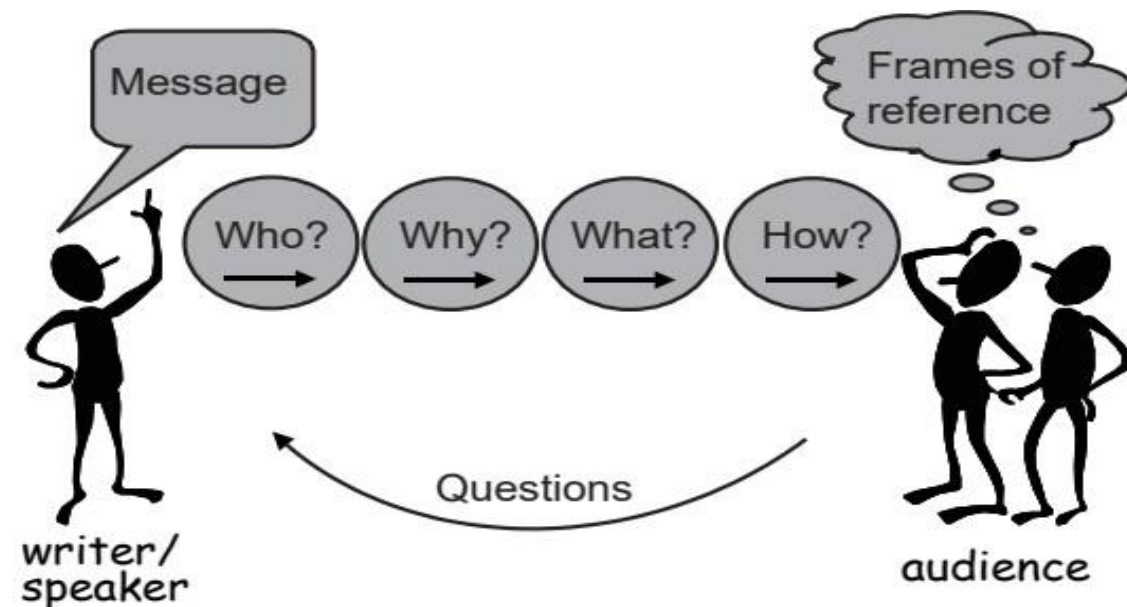 Message
Frames of
reference
Who?
Why?
What?
How?
Questions
writer/
speaker
audience